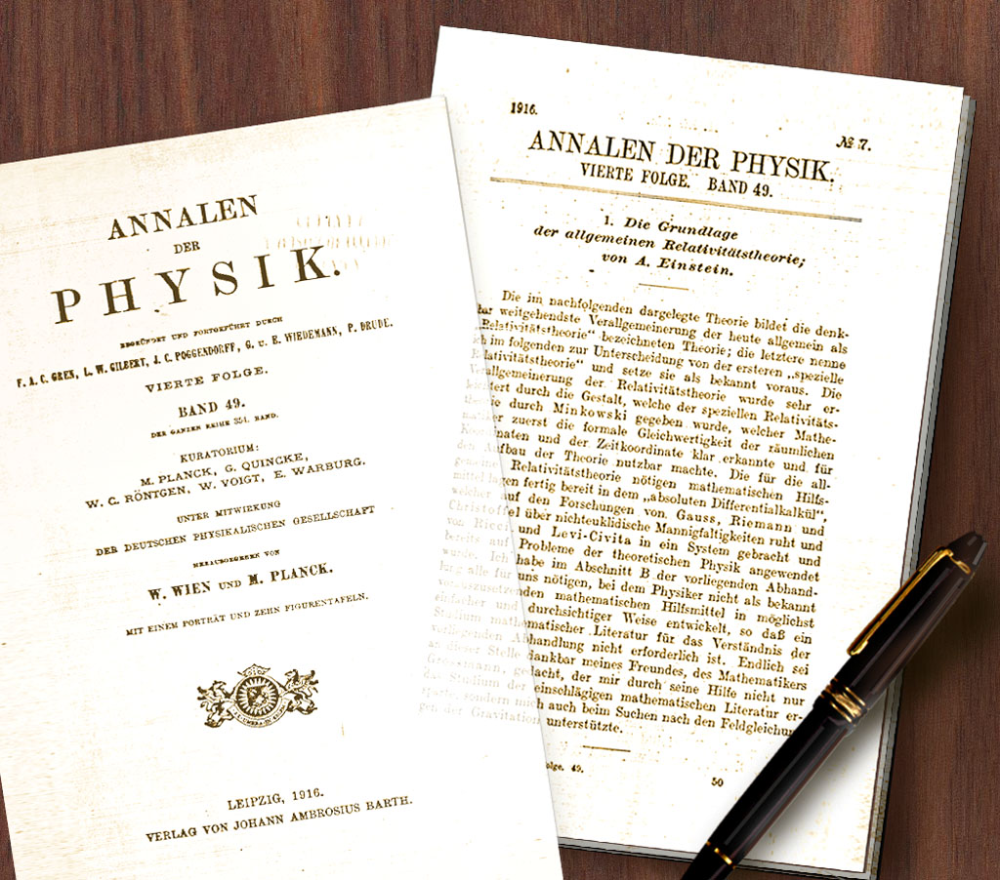 ANNALEN
DER
PHYSIK.
BEGRÜNDET UND FORTGEFÜHRT DURCH
F. A. C. GREN, L. W. GILBERT, J. C. POGGENDORFF, G. U. E. WIEDEMANN, P. DRUDE.
VIERTE FOLGE.
BAND 49.
DER GANZEN REIHE 354. BAND.
KURATORIUM:
M. PLANCK, G. QUINCKE,
W. C. RÖNTGEN, W. VOIGT, E. WARBURG.
UNTER MITWIRKUNG
DER DEUTSCHEN PHYSIKALISCHEN GESELLSCHAFT
HERAUSGEGEBEN VON
W. WIEN UND M. PLANCK.
MIT EINEM PORTRÄT UND ZEHN FIGURENTAFELN.
LEIPZIG, 1916.
VERLAG VON JOHANN AMBROSIUS BARTH.
1916.
№ 7.
ANNALEN DER PHYSIK.
VIERTE FOLGE. BAND 49.
1. Die Grundlage
der allgemeinen Relativitätstheorie;
von A. Einstein.
Die im nachfolgenden dargelegte Theorie bildet die denk-
bar weitgehendste Verallgemeinerung der heute allgemein als
„Relativitätstheorie“ bezeichneten Theorie; die letztere nenne
ich im folgenden zur Unterscheidung von der ersteren „spezielle
Relativitätstheorie“ und setze sie als bekannt voraus. Die
Verallgemeinerung der Relativitätstheorie wurde sehr er-
leichtert durch die Gestalt, welche der speziellen Relativitäts-
theorie durch Minkowski gegeben wurde, welcher Mathe-
matiker zuerst die formale Gleichwertigkeit der räumlichen
Koordinaten und der Zeitkoordinate klar erkannte und für
den Aufbau der Theorie nutzbar machte. Die für die all-
gemeine Relativitätstheorie nötigen mathematischen Hilfs-
mittel lagen fertig bereit in dem „absoluten Differentialkalkül“,
welcher auf den Forschungen von Gauss, Riemann und
Christoffel über nichteuklidische Mannigfaltigkeiten ruht und
von Ricci und Levi-Civita in ein System gebracht und
bereits auf Probleme der theoretischen Physik angewendet
wurde. Ich habe im Abschnitt B der vorliegenden Abhand-
lung alle für uns nötigen, bei dem Physiker nicht als bekannt
vorauszusetzenden mathematischen Hilfsmittel in möglichst
einfacher und durchsichtiger Weise entwickelt, so daß ein
Studium mathematischer Literatur für das Verständnis der
vorliegenden Abhandlung nicht erforderlich ist. Endlich sei
an dieser Stelle dankbar meines Freundes, des Mathematikers
Grossmann, gedacht, der mir durch seine Hilfe nicht nur
das Studium der einschlägigen mathematischen Literatur er-
sparte, sondern mich auch beim Suchen nach den Feldgleichun-
gen der Gravitation unterstützte.
olge. 49.
50